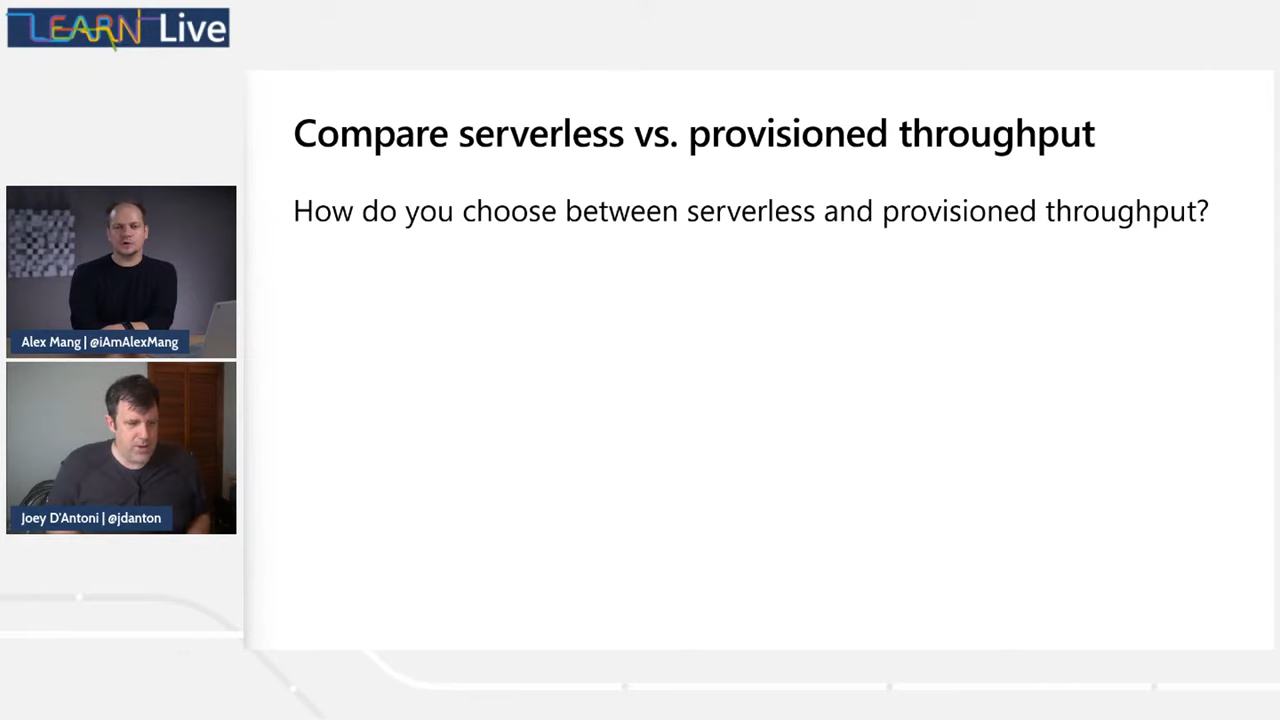 LEARN Live
Compare serverless vs. provisioned throughput
How do you choose between serverless and provisioned throughput?
Alex Mang | @iAmAlexMang
Joey D'Antoni | @jdanton